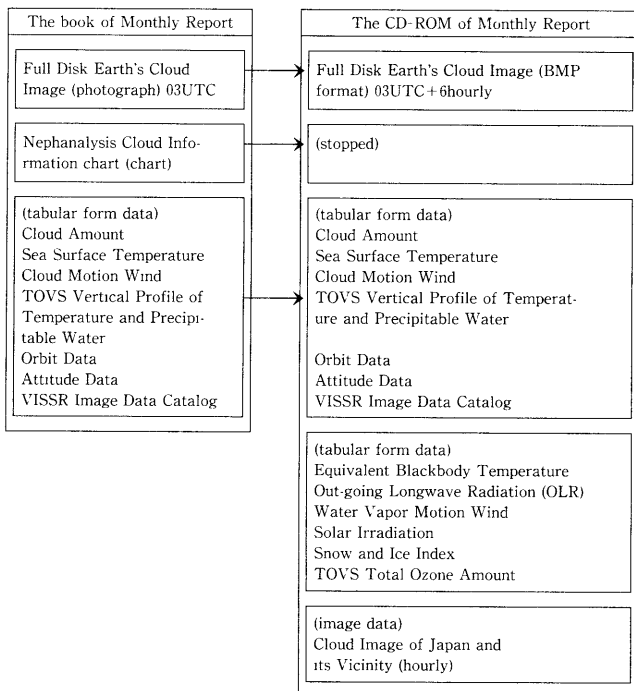 The book of Monthly Report
Full Disk Earth's Cloud
Image (photograph) 03UTC
Nephanalysis Cloud Info-
rmation chart (chart)
(tabular form data)
Cloud Amount
Sea Surface Temperature
Cloud Motion Wind
TOVS Vertical Profile of
Temperature and Precipi-
table Water
Orbit Data
Attitude Data
VISSR Image Data Catalog
The CD-ROM of Monthly Report
Full Disk Earth's Cloud Image (BMP
format) 03UTC+6hourly
(stopped)
(tabular form data)
Cloud Amount
Sea Surface Temperature
Cloud Motion Wind
TOVS Vertical Profile of Temperat-
ure and Precipitable Water
Orbit Data
Attitude Data
VISSR Image Data Catalog
(tabular form data)
Equivalent Blackbody Temperature
Out-going Longwave Radiation (OLR)
Water Vapor Motion Wind
Solar Irradiation
Snow and Ice Index
TOVS Total Ozone Amount
(image data)
Cloud Image of Japan and
its Vicinity (hourly)